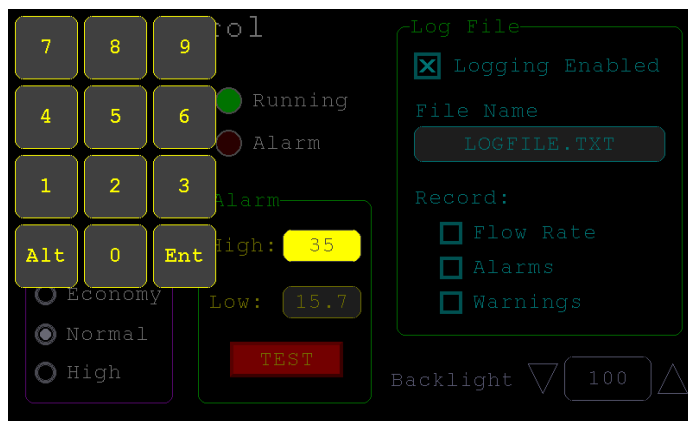 7 8 9
4 5 6
1 2 3
Alt 0 Ent
rol
Running
Alarm
Alarm
High: 35
Low: 15.7
TEST
Economy
Normal
High
Log File
Logging Enabled
File Name
LOGFILE.TXT
Record:
Flow Rate
Alarms
Warnings
Backlight 100